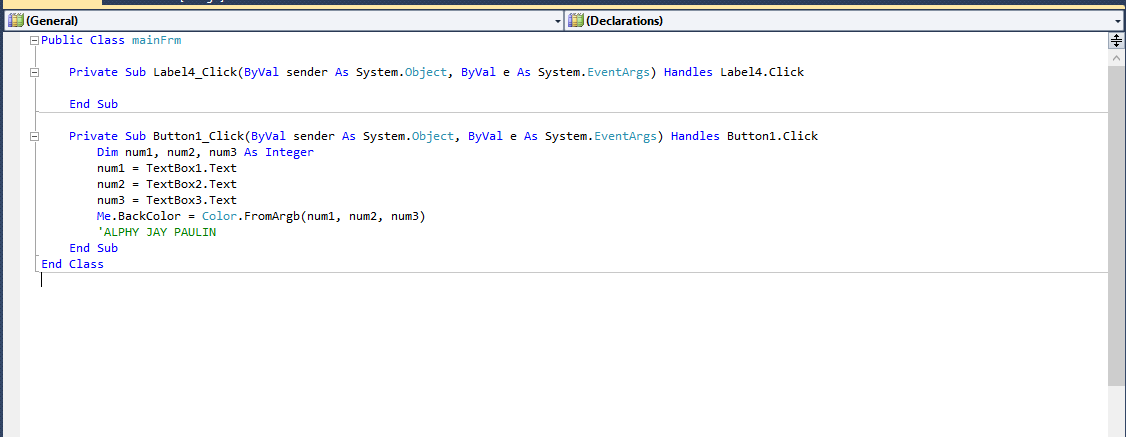 (General)
(Declarations)
Public Class mainFrm
Private Sub Label4_Click(ByVal sender As System.Object, ByVal e As System.EventArgs) Handles Label4.Click
End Sub
Private Sub Button1_Click(ByVal sender As System.Object, ByVal e As System.EventArgs) Handles Button1.Click
Dim num1, num2, num3 As Integer
num1 = TextBox1.Text
num2 = TextBox2.Text
num3 = TextBox3.Text
Me.BackColor = Color.FromArgb(num1, num2, num3)
'ALPHY JAY PAULIN
End Sub
End Class